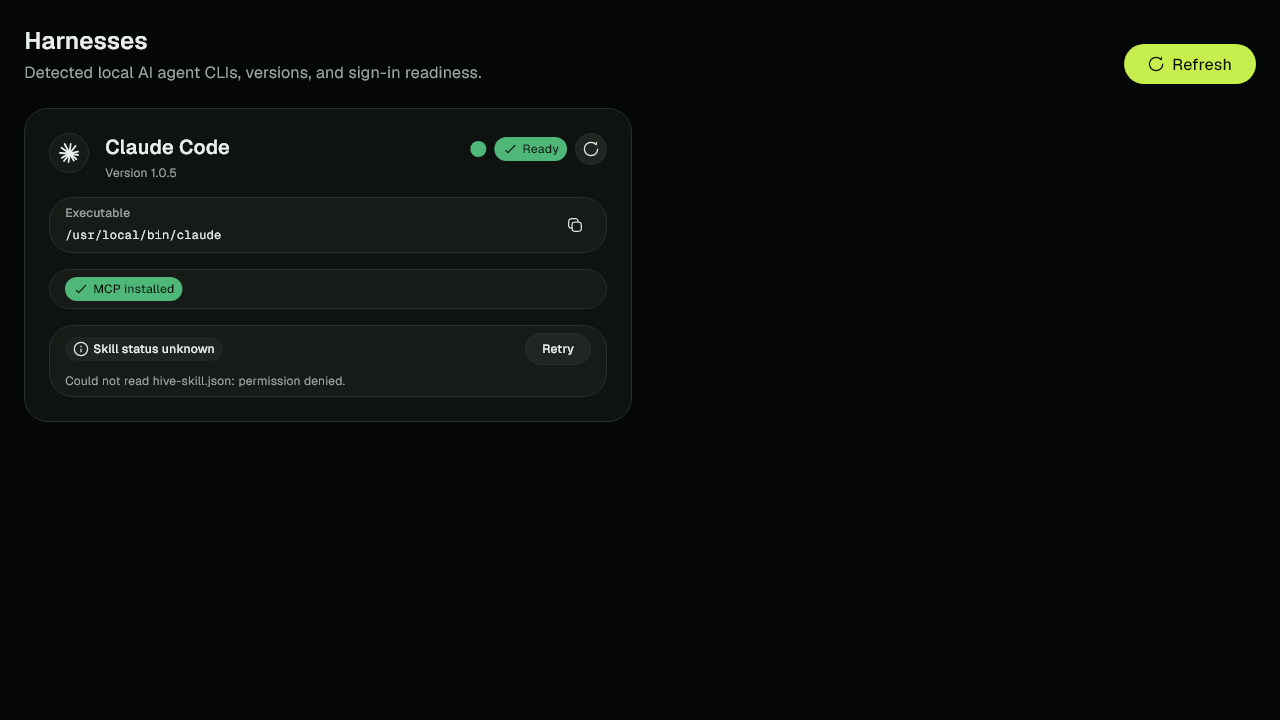 Harnesses
Detected local AI agent CLIs, versions, and sign-in readiness.
Refresh
Claude Code
Version 1.0.5
Ready
Executable
/usr/local/bin/claude
MCP installed
Skill status unknown
Retry
Could not read hive-skill.json: permission denied.